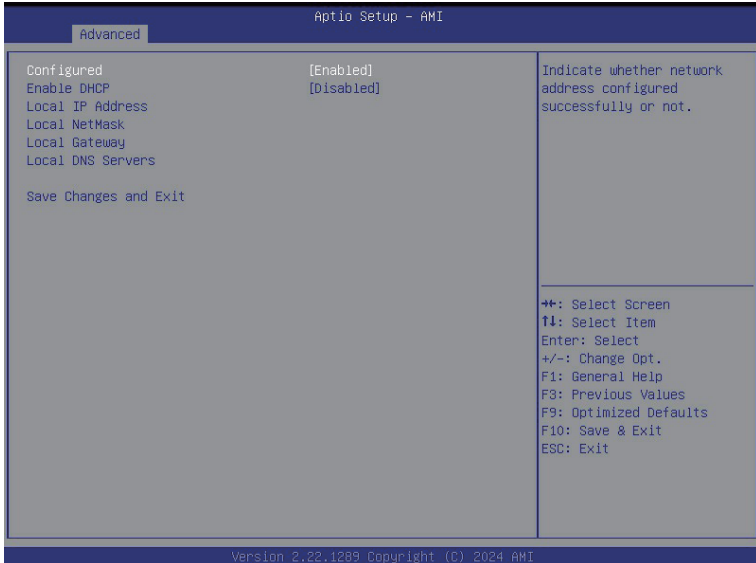 Aptio Setup – AMI
Advanced
Configured [Enabled]
Enable DHCP [Disabled]
Local IP Address
Local NetMask
Local Gateway
Local DNS Servers
Save Changes and Exit
Indicate whether network
address configured
successfully or not.
→←: Select Screen
↑↓: Select Item
Enter: Select
+/-: Change Opt.
F1: General Help
F3: Previous Values
F9: Optimized Defaults
F10: Save & Exit
ESC: Exit
Version 2.22.1289 Copyright (C) 2024 AMI